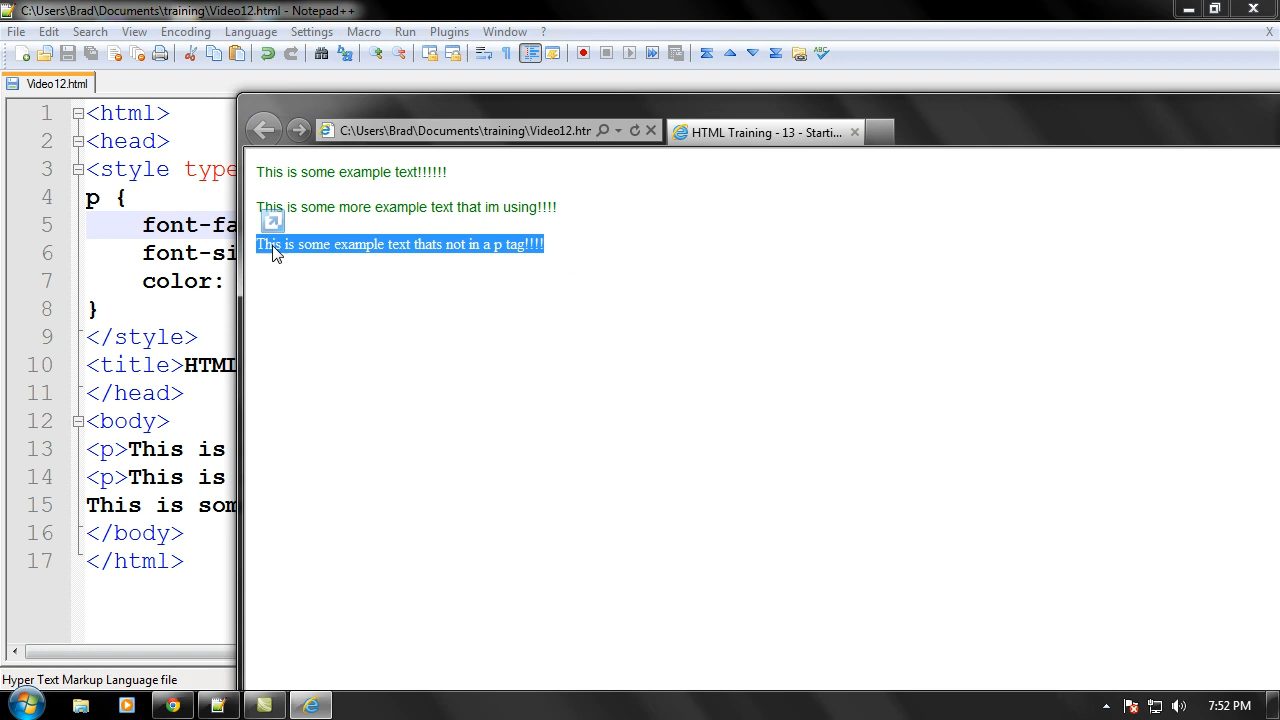 C:\Users\Brad\Documents\training\Video12.html - Notepad++
File Edit Search View Encoding Language Settings Macro Run Plugins Window ? X
Video12.html
C:\Users\Brad\Documents\training\Video12.htr
HTML Training - 13 - Starti...
1 <html>
2 <head>
3 <style type
4 p {
5 font-fa
6 font-si
7 color:
8 }
9 </style>
10 <title>HTML
11 </head>
12 <body>
13 <p>This is
14 <p>This is
15 This is som
16 </body>
17 </html>
This is some example text!!!!!!
This is some more example text that im using!!!!
This is some example text thats not in a p tag!!!!
Hyper Text Markup Language file
7:52 PM